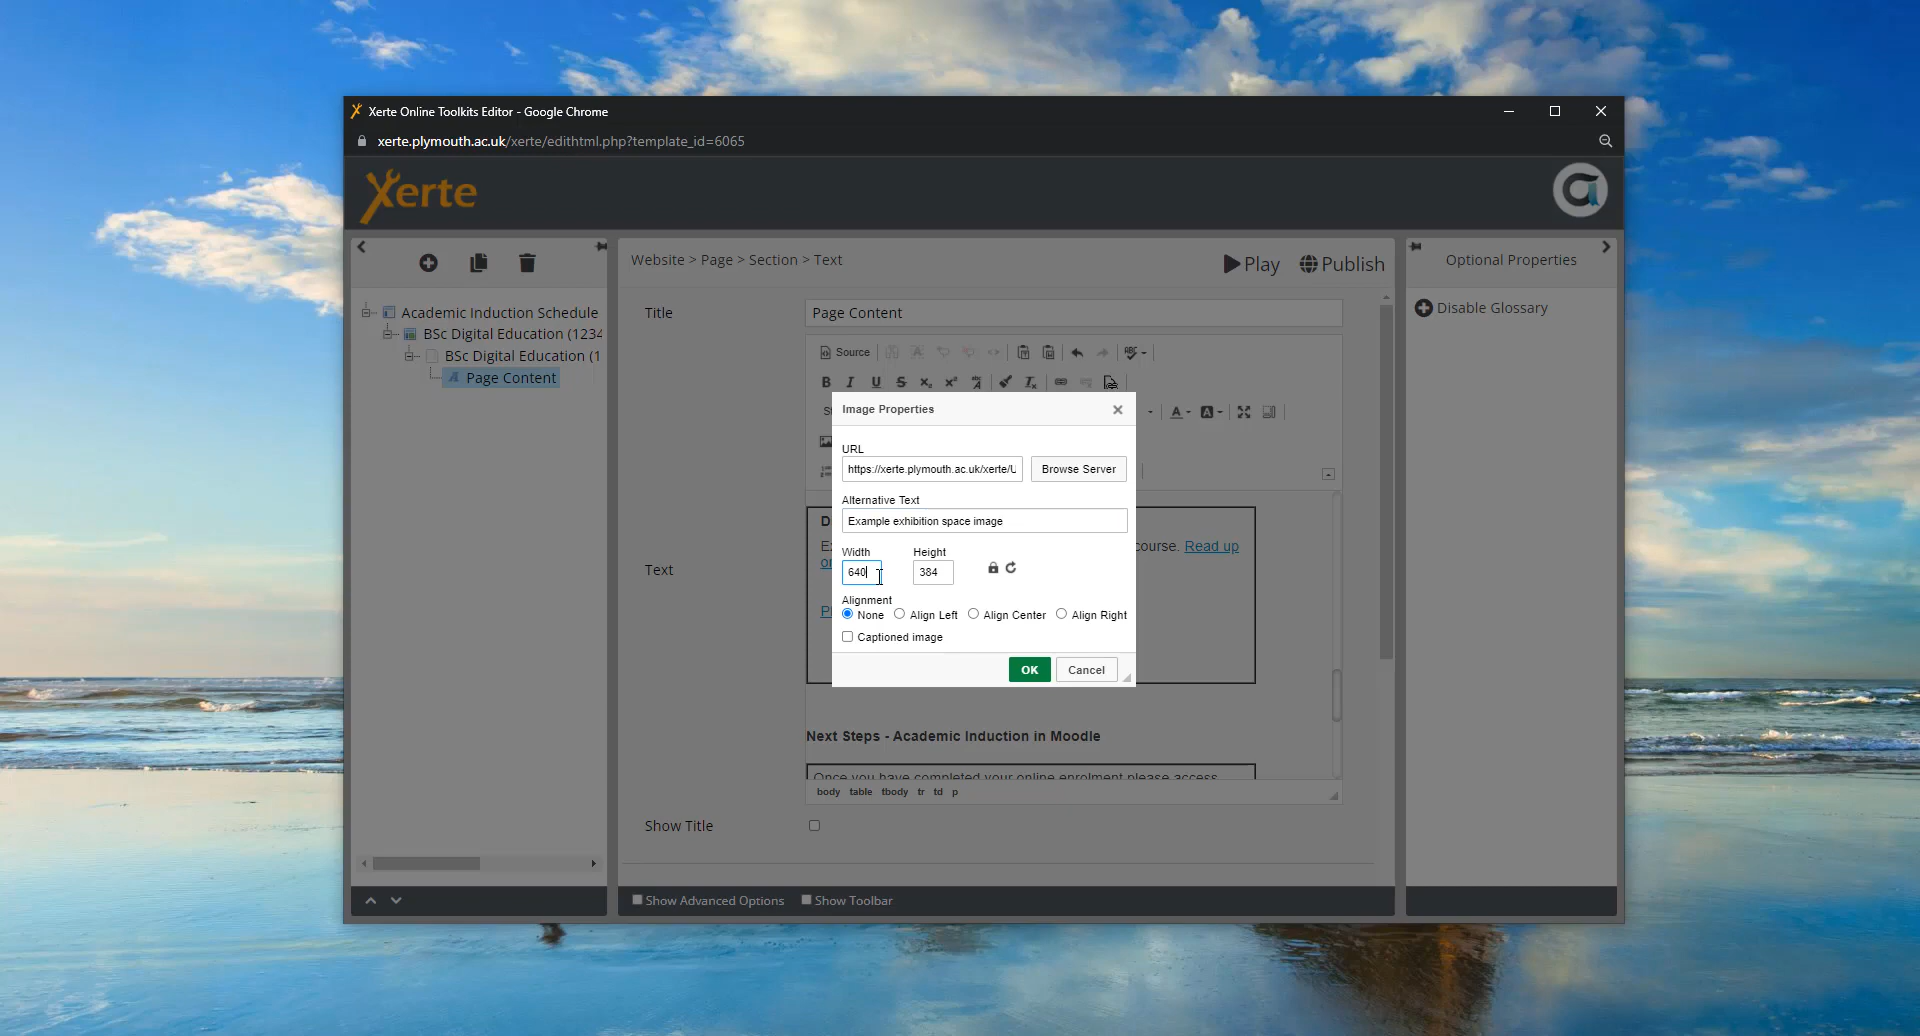 Xerte Online Toolkits Editor - Google Chrome
xerte.plymouth.ac.uk/xerte/edithtml.php?template_id=6065
Xerte
Website > Page > Section > Text
Play
Publish
Optional Properties
Academic Induction Schedule
BSc Digital Education (1234
BSc Digital Education (1
Page Content
Title
Page Content
Disable Glossary
Source
Image Properties
URL
https://xerte.plymouth.ac.uk/xerte/U
Browse Server
Alternative Text
Example exhibition space image
Width
Height
640
384
Alignment
None
Align Left
Align Center
Align Right
Captioned image
OK
Cancel
course. Read up
Text
Next Steps - Academic Induction in Moodle
Once you have completed your online enrolment please access
body table tbody tr td p
Show Title
Show Advanced Options
Show Toolbar